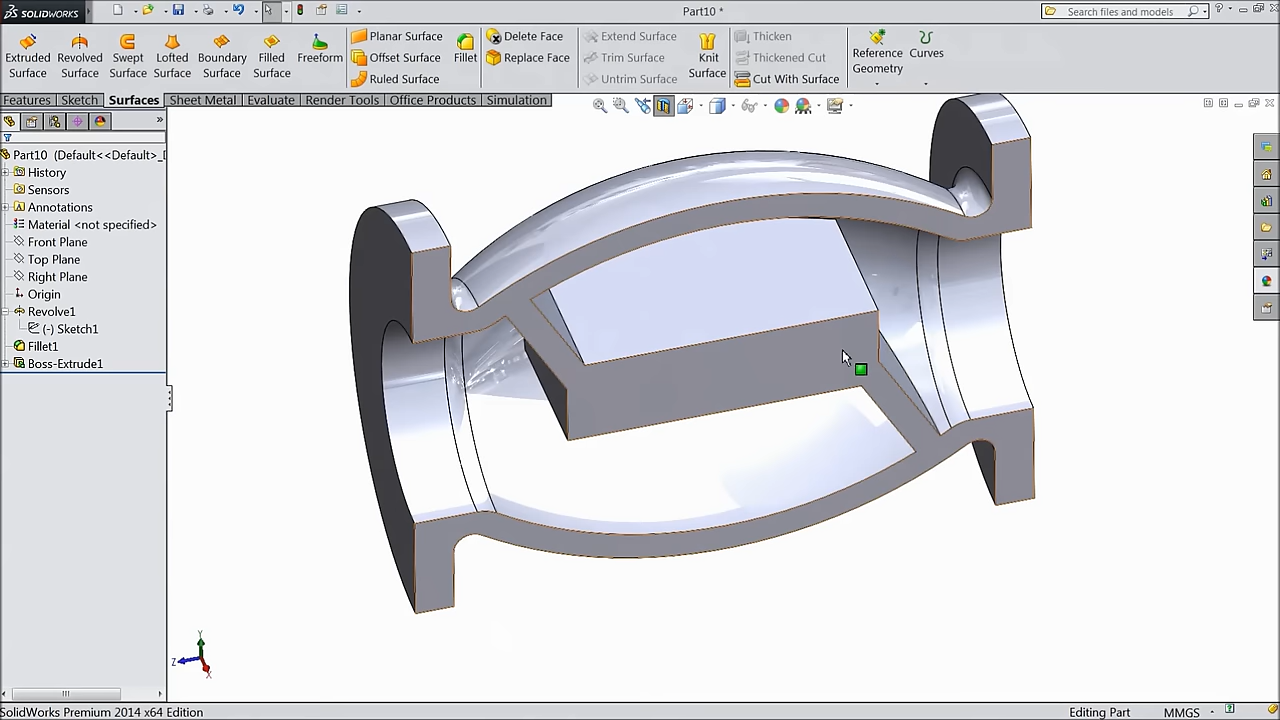 SOLIDWORKS
Part10 *
Search files and models
Extruded Surface
Revolved Surface
Swept Surface
Lofted Surface
Boundary Surface
Filled Surface
Freeform
Planar Surface
Offset Surface
Ruled Surface
Fillet
Delete Face
Replace Face
Extend Surface
Trim Surface
Untrim Surface
Knit Surface
Thicken
Thickened Cut
Cut With Surface
Reference Geometry
Curves
Features
Sketch
Surfaces
Sheet Metal
Evaluate
Render Tools
Office Products
Simulation
Part10 (Default<<Default>_D
History
Sensors
Annotations
Material <not specified>
Front Plane
Top Plane
Right Plane
Origin
Revolve1
(-) Sketch1
Fillet1
Boss-Extrude1
Y
Z
X
SolidWorks Premium 2014 x64 Edition
Editing Part
MMGS